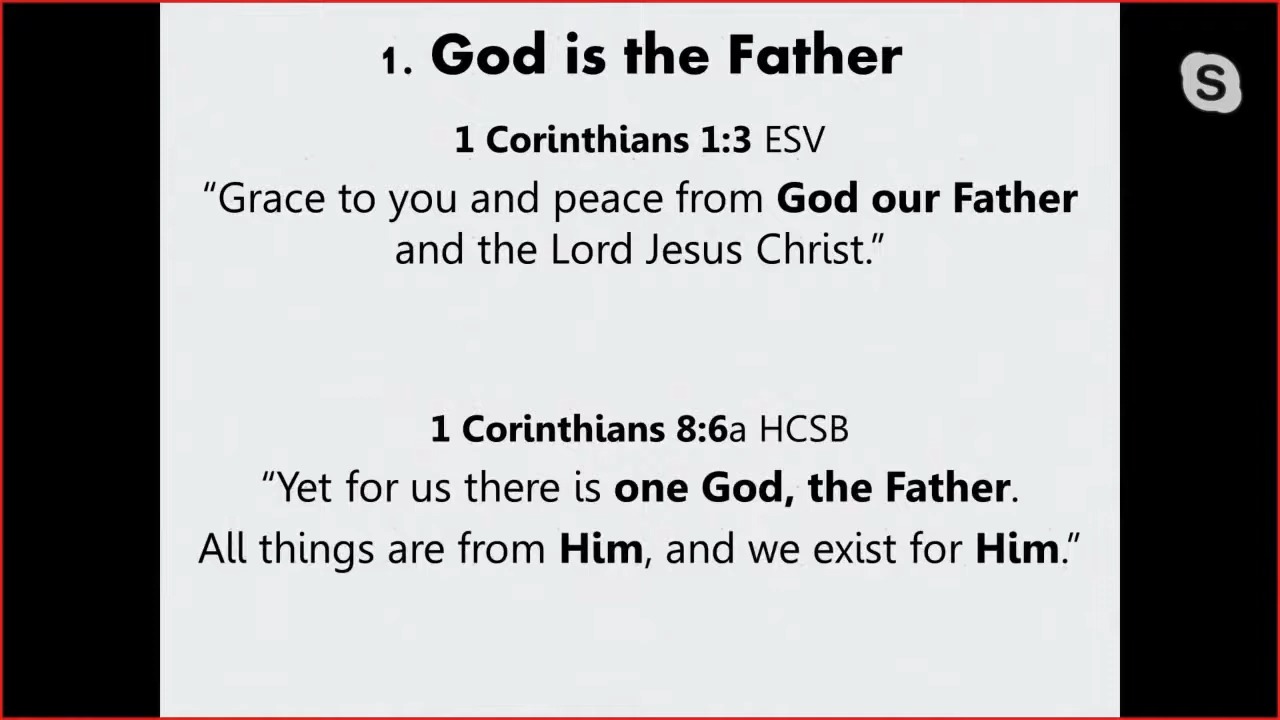 1. God is the Father
S
1 Corinthians 1:3 ESV
“Grace to you and peace from God our Father
and the Lord Jesus Christ.”
1 Corinthians 8:6a HCSB
“Yet for us there is one God, the Father.
All things are from Him, and we exist for Him.”